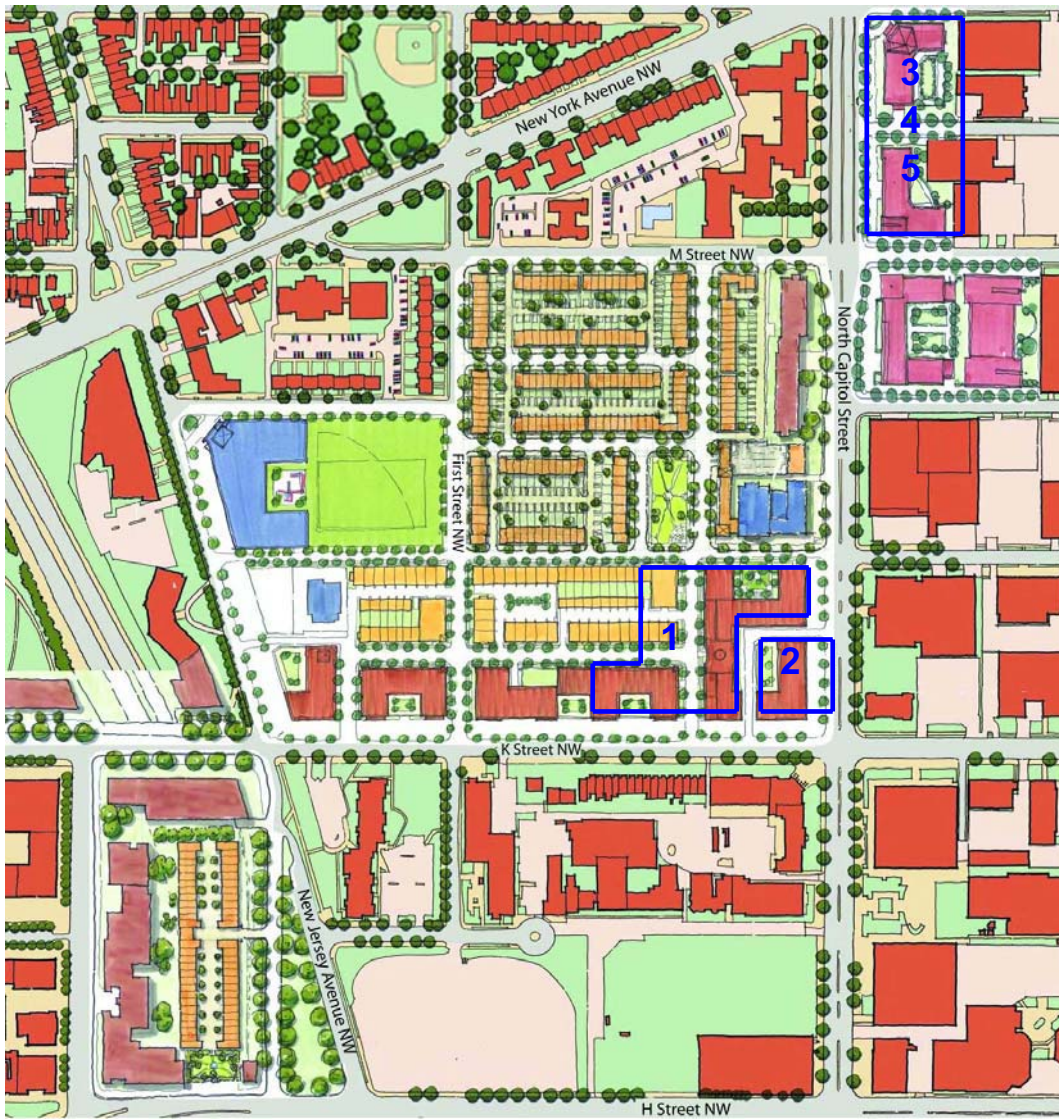 3
New York Avenue NW
4
5
M Street NW
North Capitol Street
First Street NW
1
2
K Street NW
New Jersey Avenue NW
H Street NW